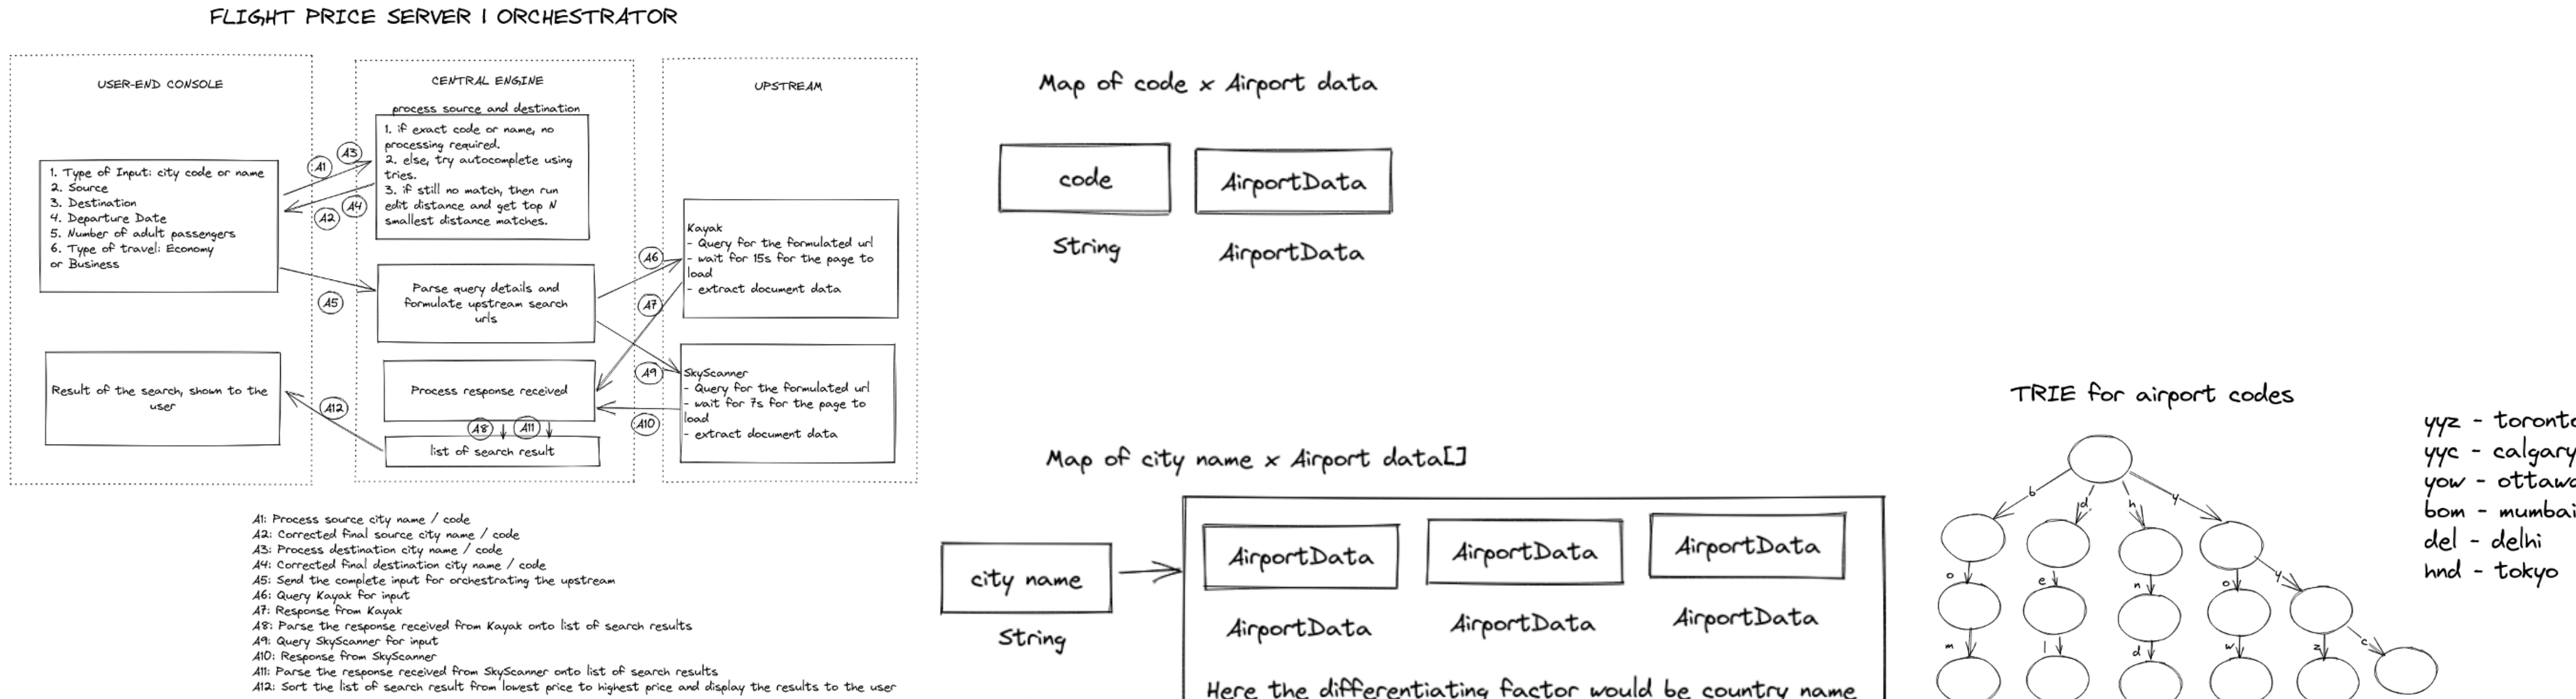 FLIGHT PRICE SERVER | ORCHESTRATOR
USER-END CONSOLE
1. Type of Input: city code or name
2. Source
3. Destination
4. Departure Date
5. Number of adult passengers
6. Type of travel: Economy
or Business
Result of the search, shown to the
user
A1
A3
A2
A4
A5
A12
CENTRAL ENGINE
process source and destination
1. if exact code or name, no
processing required.
2. else, try autocomplete using
tries.
3. if still no match, then run
edit distance and get top N
smallest distance matches.
Parse query details and
formulate upstream search
urls
Process response received
A8
A11
list of search result
A6
A7
A9
A10
UPSTREAM
Kayak
- Query for the formulated url
- wait for 15s for the page to
load
- extract document data
SkyScanner
- Query for the formulated url
- wait for 7s for the page to
load
- extract document data
A1: Process source city name / code
A2: Corrected final source city name / code
A3: Process destination city name / code
A4: Corrected final destination city name / code
A5: Send the complete input for orchestrating the upstream
A6: Query Kayak for input
A7: Response from Kayak
A8: Parse the response received from Kayak onto list of search results
A9: Query SkyScanner for input
A10: Response from SkyScanner
A11: Parse the response received from SkyScanner onto list of search results
A12: Sort the list of search result from lowest price to highest price and display the results to the user
Map of code x Airport data
code
AirportData
String
AirportData
Map of city name x Airport data[]
city name
String
AirportData
AirportData
AirportData
AirportData
AirportData
AirportData
Here the differentiating factor would be country name
TRIE for airport codes
b
d
h
y
o
e
n
o
y
m
l
d
w
z
c
yyz - toronto
yyc - calgary
yow - ottawa
bom - mumbai
del - delhi
hnd - tokyo